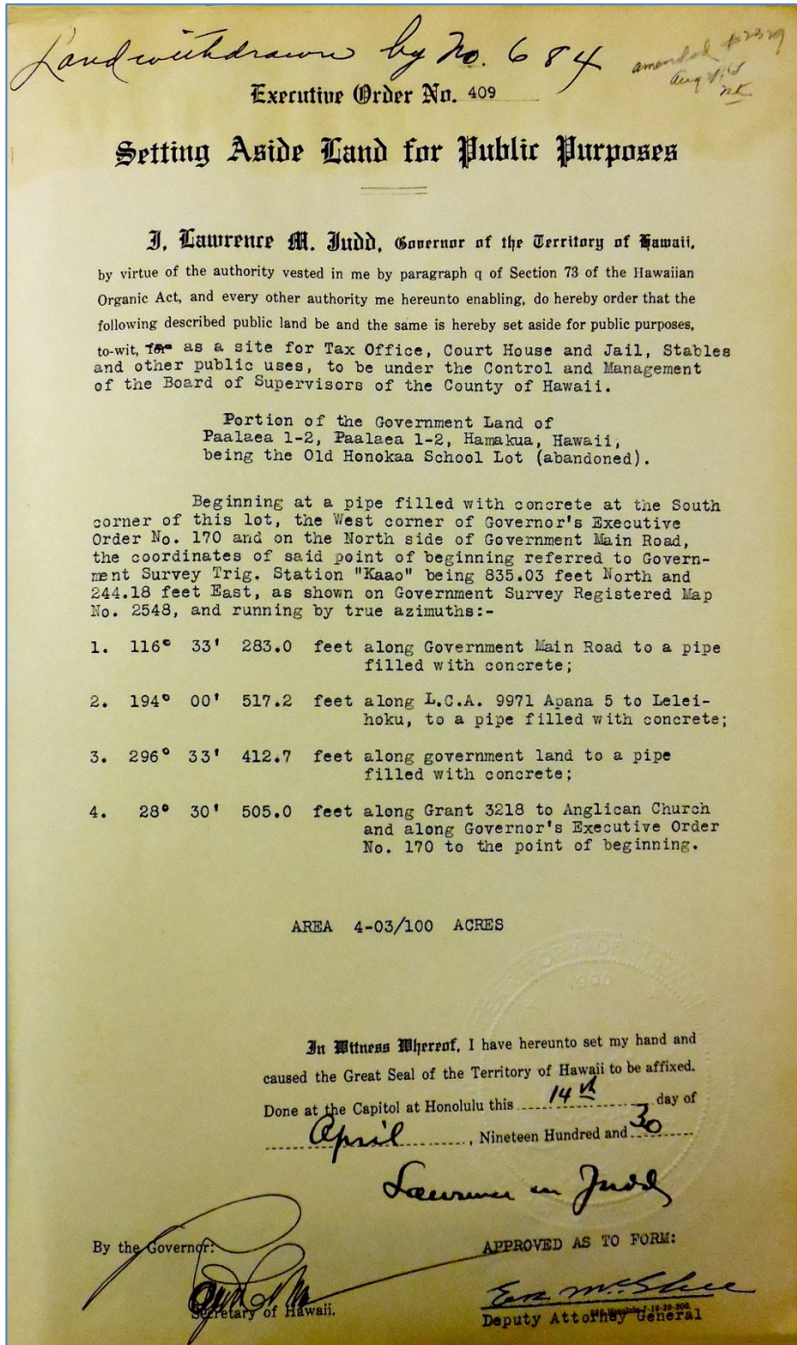 Land withdrawn by No. 684
amended
Executive Order No. 409
Setting Aside Land for Public Purposes
I, Lawrence M. Judd, Governor of the Territory of Hawaii,
by virtue of the authority vested in me by paragraph q of Section 73 of the Hawaiian
Organic Act, and every other authority me hereunto enabling, do hereby order that the
following described public land be and the same is hereby set aside for public purposes,
to-wit, for as a site for Tax Office, Court House and Jail, Stables
and other public uses, to be under the Control and Management
of the Board of Supervisors of the County of Hawaii.
Portion of the Government Land of
Paalaea 1-2, Paalaea 1-2, Hamakua, Hawaii,
being the Old Honokaa School Lot (abandoned).
Beginning at a pipe filled with concrete at the South
corner of this lot, the West corner of Governor's Executive
Order No. 170 and on the North side of Government Main Road,
the coordinates of said point of beginning referred to Govern-
ment Survey Trig. Station "Kaao" being 835.03 feet North and
244.18 feet East, as shown on Government Survey Registered Map
No. 2548, and running by true azimuths:-
1. 116° 33' 283.0 feet along Government Main Road to a pipe
filled with concrete;
2. 194° 00' 517.2 feet along L.C.A. 9971 Apana 5 to Lelei-
hoku, to a pipe filled with concrete;
3. 296° 33' 412.7 feet along government land to a pipe
filled with concrete;
4. 28° 30' 505.0 feet along Grant 3218 to Anglican Church
and along Governor's Executive Order
No. 170 to the point of beginning.
AREA 4-03/100 ACRES
1900
In Witness Whereof, I have hereunto set my hand and
caused the Great Seal of the Territory of Hawaii to be affixed.
Done at the Capitol at Honolulu this 14th day of
April, Nineteen Hundred and 30
Lawrence M Judd
By the Governor:
APPROVED AS TO FORM:
Secretary of Hawaii.
Deputy Attorney General